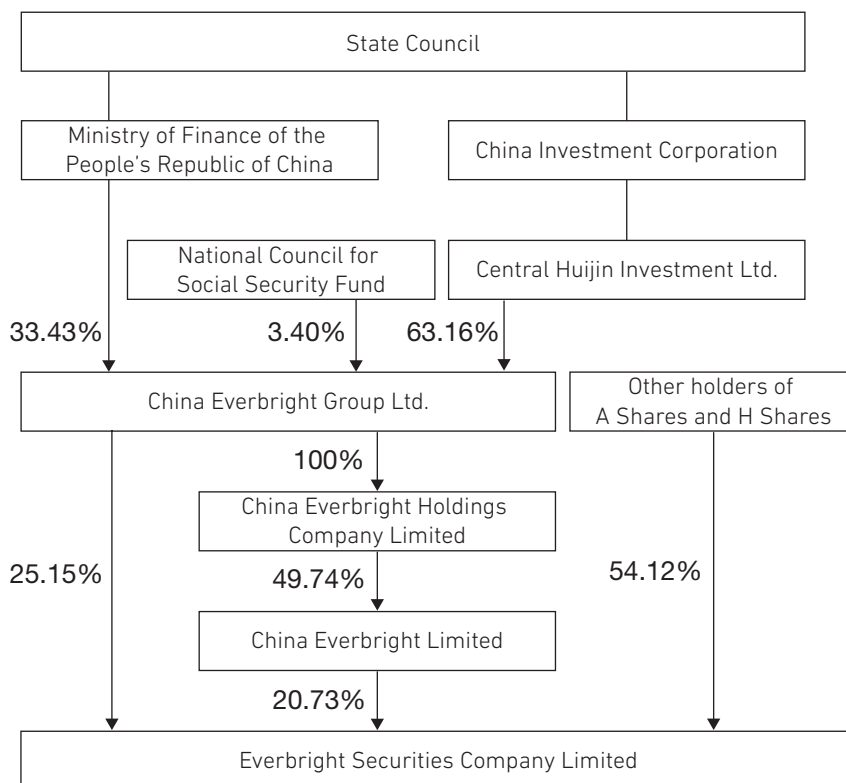 State Council
Ministry of Finance of the
People's Republic of China
China Investment Corporation
National Council for
Social Security Fund
Central Huijin Investment Ltd.
33.43%
3.40%
63.16%
China Everbright Group Ltd.
Other holders of
A Shares and H Shares
100%
China Everbright Holdings
Company Limited
25.15%
49.74%
54.12%
China Everbright Limited
20.73%
Everbright Securities Company Limited